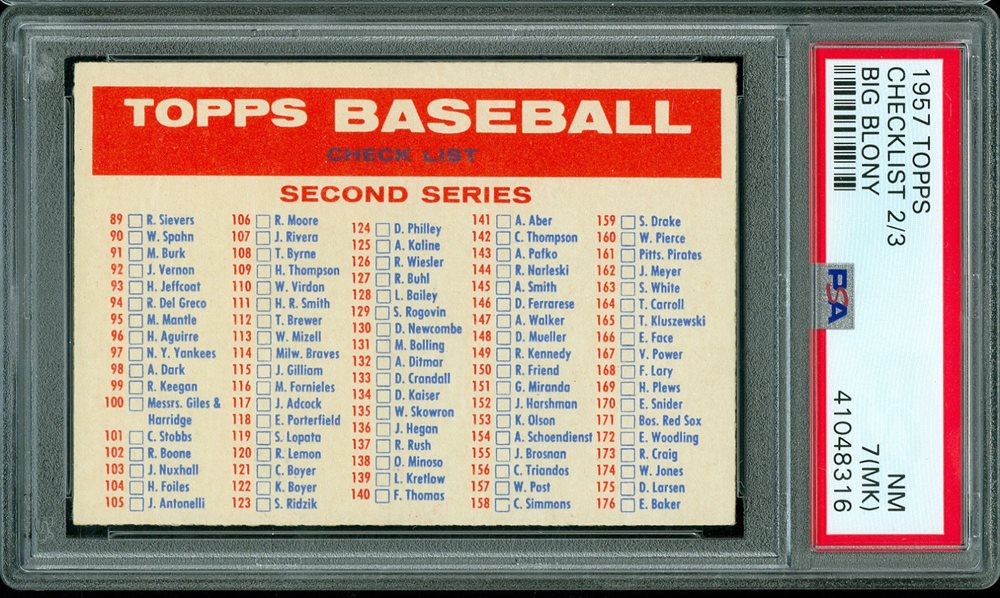 TOPPS BASEBALL
CHECK LIST
SECOND SERIES
89 R. Sievers
90 W. Spahn
91 M. Burk
92 J. Vernon
93 H. Jeffcoat
94 R. Del Greco
95 M. Mantle
96 H. Aguirre
97 N. Y. Yankees
98 A. Dark
99 R. Keegan
100 Messrs. Giles &
Harridge
101 C. Stobbs
102 R. Boone
103 J. Nuxhall
104 H. Foiles
105 J. Antonelli
106 R. Moore
107 J. Rivera
108 T. Byrne
109 H. Thompson
110 W. Virdon
111 H. R. Smith
112 T. Brewer
113 W. Mizell
114 Milw. Braves
115 J. Gilliam
116 M. Fornieles
117 J. Adcock
118 E. Porterfield
119 S. Lopata
120 R. Lemon
121 C. Boyer
122 K. Boyer
123 S. Ridzik
124 D. Philley
125 A. Kaline
126 R. Wiesler
127 R. Buhl
128 L. Bailey
129 S. Rogovin
130 D. Newcombe
131 M. Bolling
132 A. Ditmar
133 D. Crandall
134 D. Kaiser
135 W. Skowron
136 J. Hegan
137 R. Rush
138 O. Minoso
139 L. Kretlow
140 F. Thomas
141 A. Aber
142 C. Thompson
143 A. Pafko
144 R. Narleski
145 A. Smith
146 D. Ferrarese
147 A. Walker
148 D. Mueller
149 R. Kennedy
150 R. Friend
151 G. Miranda
152 J. Harshman
153 K. Olson
154 A. Schoendienst
155 J. Brosnan
156 C. Triandos
157 W. Post
158 C. Simmons
159 S. Drake
160 W. Pierce
161 Pitts. Pirates
162 J. Meyer
163 S. White
164 T. Carroll
165 T. Kluszewski
166 E. Face
167 V. Power
168 F. Lary
169 H. Plews
170 E. Snider
171 Bos. Red Sox
172 E. Woodling
173 R. Craig
174 W. Jones
175 D. Larsen
176 E. Baker
1957 TOPPS
CHECKLIST 2/3
BIG BLONY
PSA
NM
7(MK)
41048316